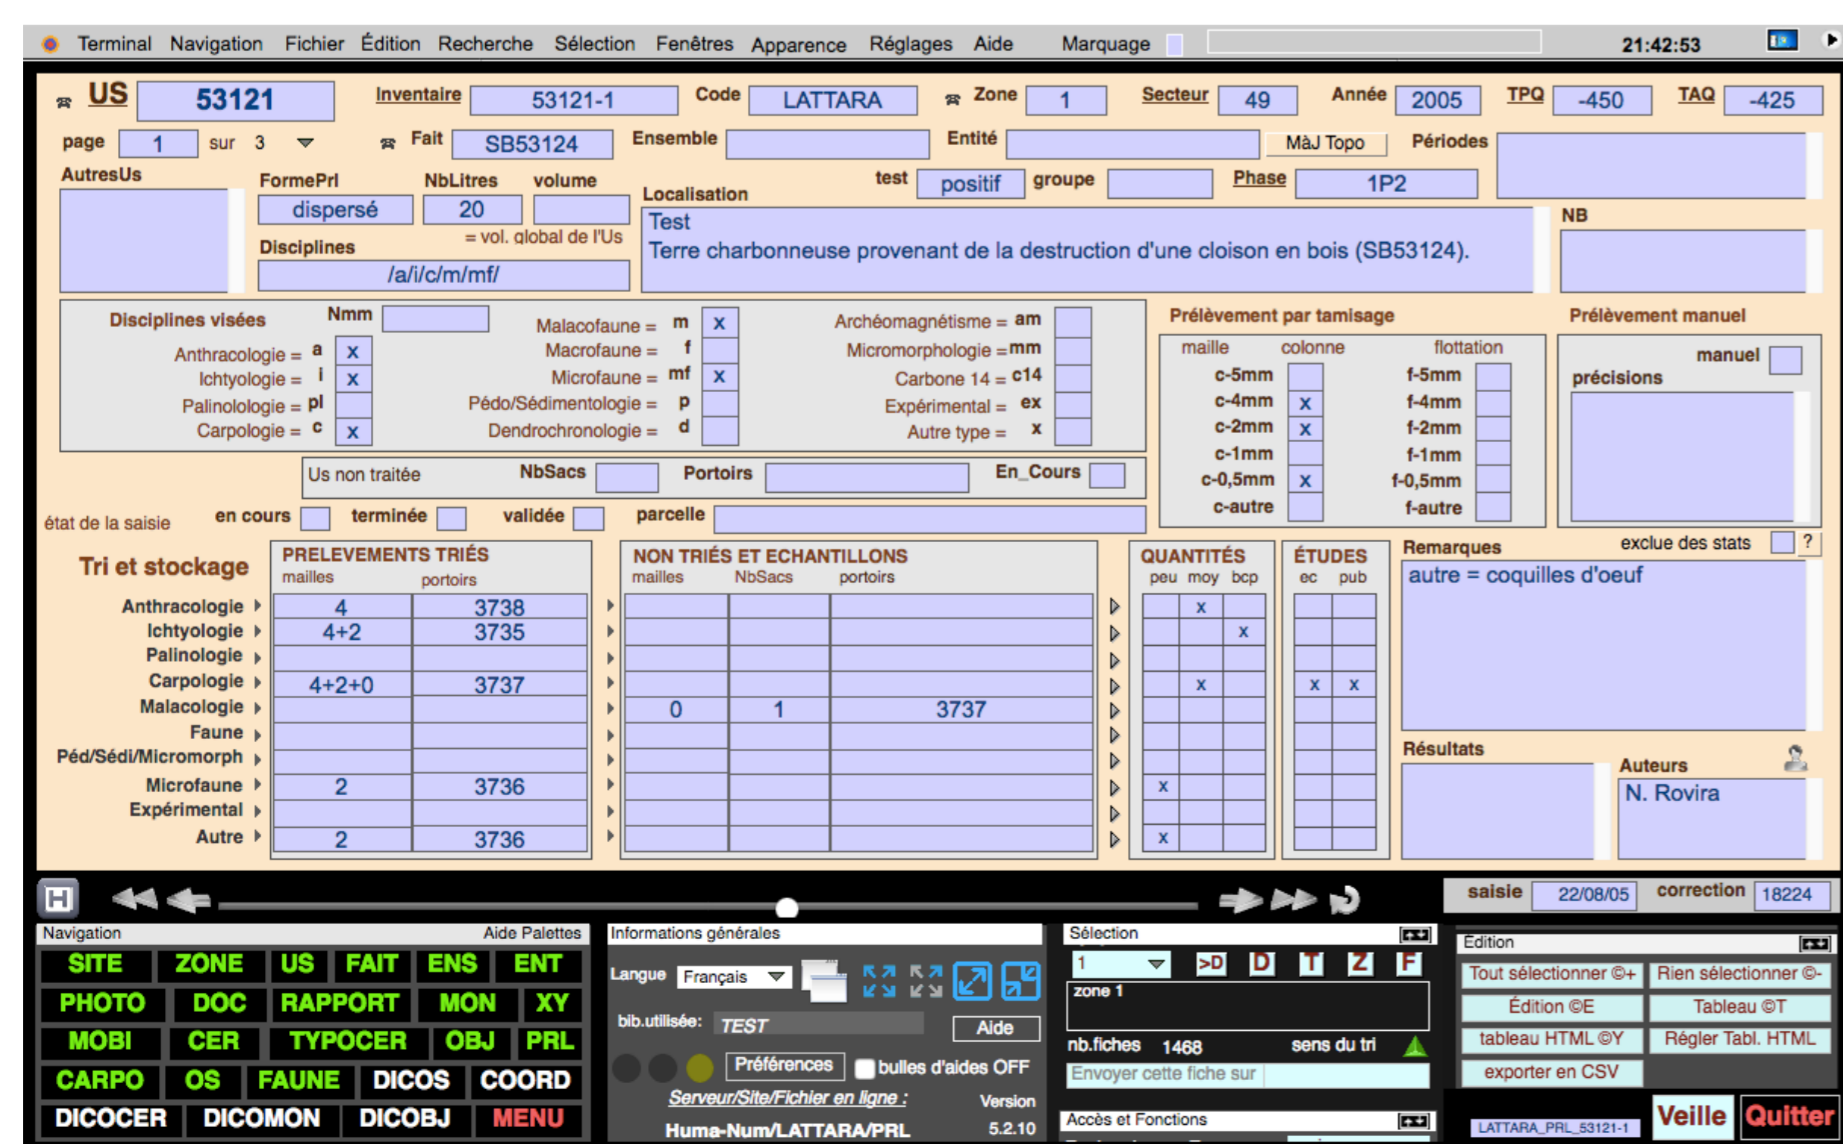 Terminal Navigation Fichier Édition Recherche Sélection Fenêtres Apparence Réglages Aide Marquage 21:42:53
US 53121 Inventaire 53121-1 Code LATTARA Zone 1 Secteur 49 Année 2005 TPQ -450 TAQ -425
page 1 sur 3 Fait SB53124 Ensemble Entité MàJ Topo Périodes
AutresUs FormePrl NbLitres volume test positif groupe Phase 1P2
dispersé 20 Localisation
= vol. global de l'Us Test NB
Disciplines Terre charbonneuse provenant de la destruction d'une cloison en bois (SB53124).
/a/i/c/m/mf/
Disciplines visées Nmm Malacofaune = m x Archéomagnétisme = am Prélèvement par tamisage Prélèvement manuel
Anthracologie = a x Macrofaune = f Micromorphologie = mm maille colonne flottation manuel
Ichtyologie = i x Microfaune = mf x Carbone 14 = c14 c-5mm f-5mm précisions
Palinolologie = pl Pédo/Sédimentologie = p Expérimental = ex c-4mm x f-4mm
Carpologie = c x Dendrochronologie = d Autre type = x c-2mm x f-2mm
c-1mm f-1mm
Us non traitée NbSacs Portoirs En_Cours c-0,5mm x f-0,5mm
état de la saisie en cours terminée validée parcelle c-autre f-autre
Tri et stockage PRELEVEMENTS TRIÉS NON TRIÉS ET ECHANTILLONS QUANTITÉS ÉTUDES Remarques exclue des stats ?
mailles portoirs mailles NbSacs portoirs peu moy bcp ec pub autre = coquilles d'oeuf
Anthracologie 4 3738 x
Ichtyologie 4+2 3735 x
Palinologie
Carpologie 4+2+0 3737 x x x
Malacologie 0 1 3737
Faune
Péd/Sédi/Micromorph Résultats
Microfaune 2 3736 x Auteurs
Expérimental N. Rovira
Autre 2 3736 x
H saisie 22/08/05 correction 18224
Navigation Aide Palettes Informations générales Sélection Édition
SITE ZONE US FAIT ENS ENT Langue Français 1 >D D T Z F Tout sélectionner ©+ Rien sélectionner ©-
PHOTO DOC RAPPORT MON XY zone 1 Édition ©E Tableau ©T
bib.utilisée: TEST Aide
MOBI CER TYPOCER OBJ PRL nb.fiches 1468 sens du tri tableau HTML ©Y Régler Tabl. HTML
CARPO OS FAUNE DICOS COORD Préférences bulles d'aides OFF Envoyer cette fiche sur exporter en CSV
Serveur/Site/Fichier en ligne : Version
DICOCER DICOMON DICOBJ MENU Huma-Num/LATTARA/PRL 5.2.10 Accès et Fonctions LATTARA_PRL_53121-1 Veille Quitter